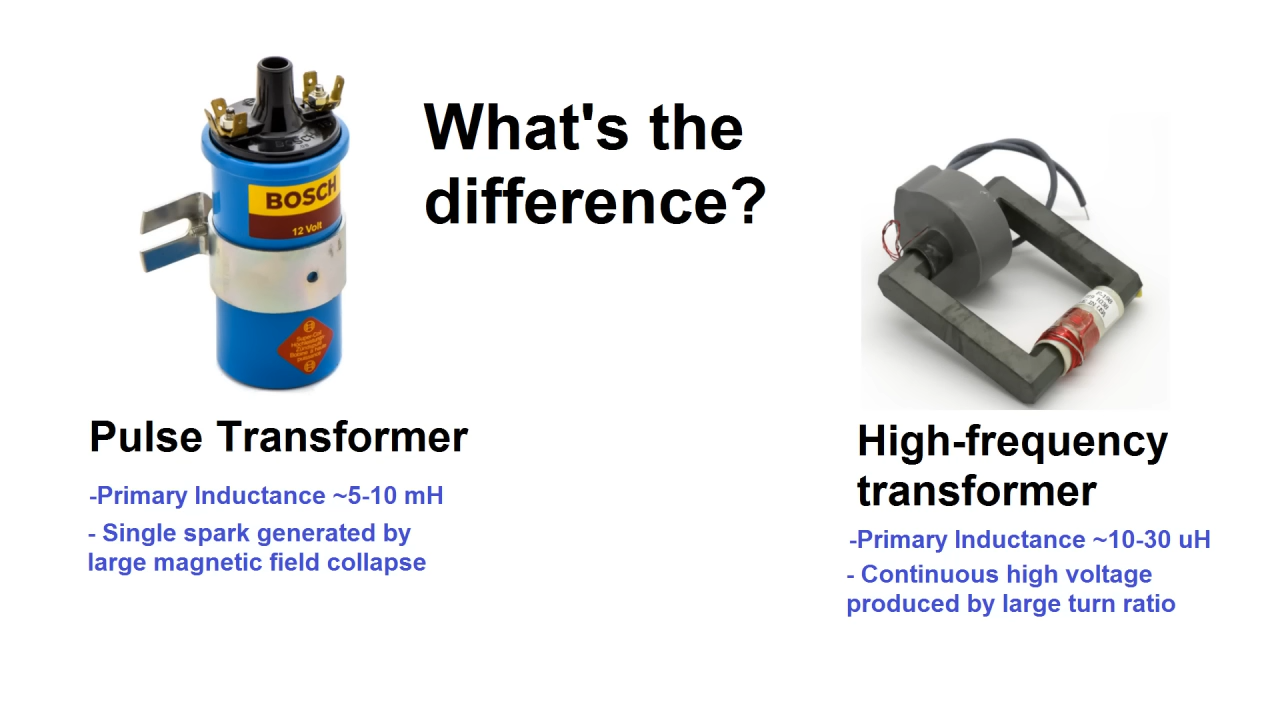 What's the
difference?
BOSCH
12 Volt
Pulse Transformer
-Primary Inductance ~5-10 mH
- Single spark generated by
large magnetic field collapse
High-frequency
transformer
-Primary Inductance ~10-30 uH
- Continuous high voltage
produced by large turn ratio